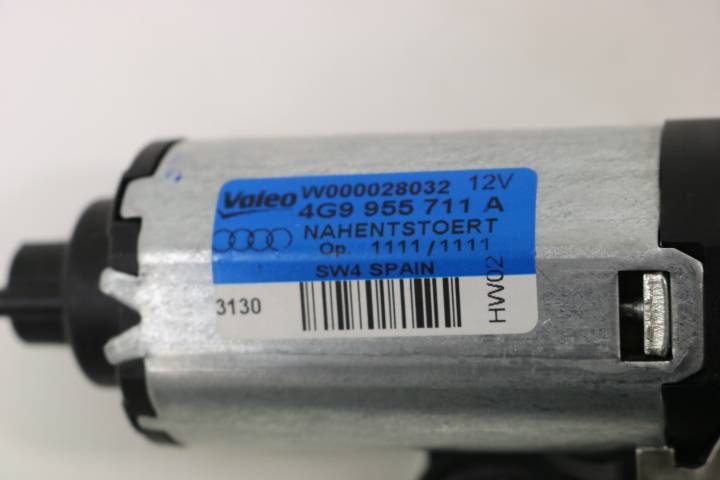 Valeo W000028032 12V
4G9 955 711 A
NAHENTSTOERT
Op. 1111/1111
SW4 SPAIN
3130
HW02